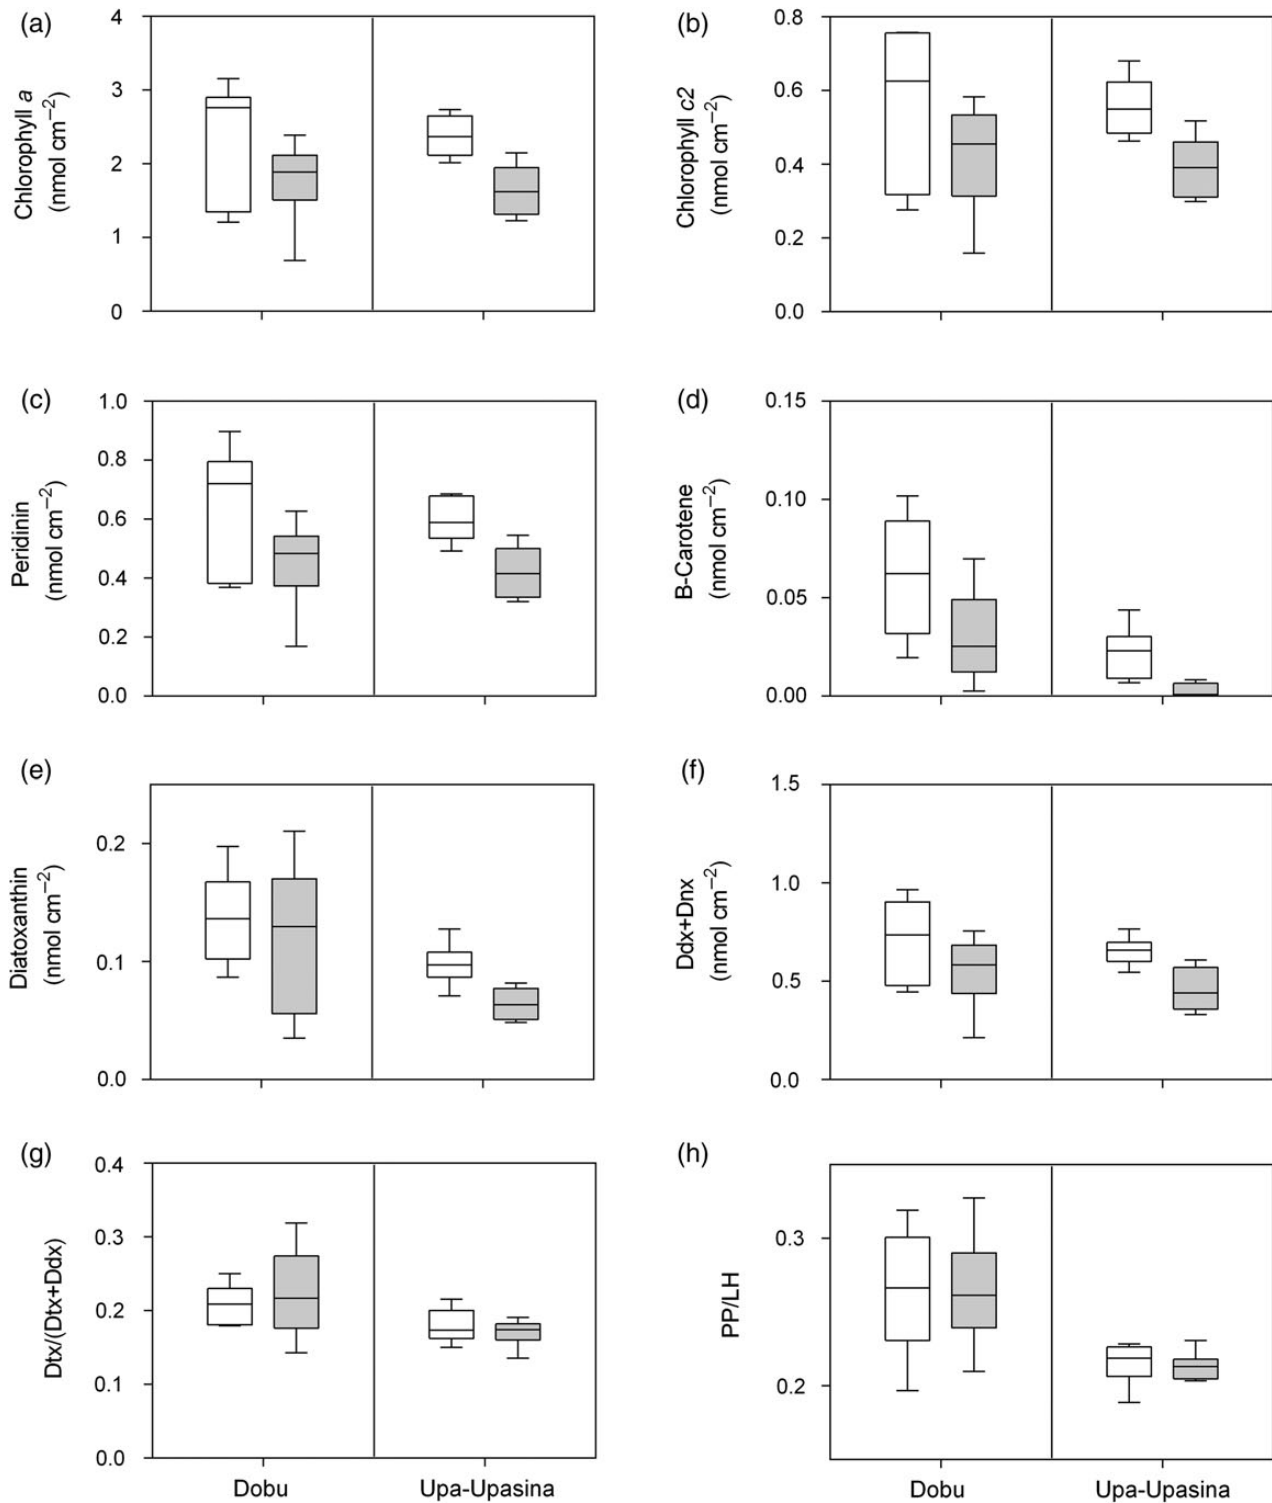 (a)
4
3
2
1
0
Chlorophyll a
(nmol cm−2)
(b)
0.8
0.6
0.4
0.2
0.0
Chlorophyll c2
(nmol cm−2)
(c)
1.0
0.8
0.6
0.4
0.2
0.0
Peridinin
(nmol cm−2)
(d)
0.15
0.10
0.05
0.00
B-Carotene
(nmol cm−2)
(e)
0.2
0.1
0.0
Diatoxanthin
(nmol cm−2)
(f)
1.5
1.0
0.5
0.0
Ddx+Dnx
(nmol cm−2)
(g)
0.4
0.3
0.2
0.1
0.0
Dtx/(Dtx+Ddx)
Dobu
Upa-Upasina
(h)
0.3
0.2
PP/LH
Dobu
Upa-Upasina